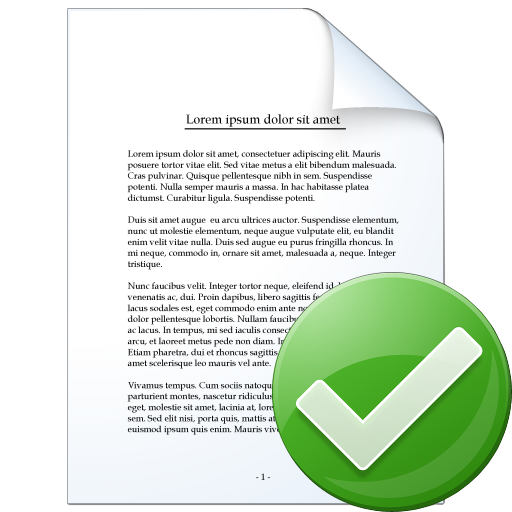 Lorem ipsum dolor sit amet
Lorem ipsum dolor sit amet, consectetuer adipiscing elit. Mauris
posuere tortor vitae elit. Sed vitae metus a elit bibendum malesuada.
Cras pulvinar. Quisque pellentesque nibh in sem. Suspendisse
potenti. Nulla semper mauris a massa. In hac habitasse platea
dictumst. Curabitur ligula. Suspendisse potenti.
Duis sit amet augue eu arcu ultrices auctor. Suspendisse elementum,
nunc ut molestie elementum, neque augue vulputate elit, eu blandit
enim velit vitae nulla. Duis sed augue eu purus fringilla rhoncus. In
mi neque, commodo in, ornare sit amet, malesuada a, neque. Integer
tristique.
Nunc faucibus velit. Integer tortor neque, eleifend id,
venenatis ac, dui. Proin dapibus, libero sagittis
lacus sodales est, eget commodo enim ante
dolor pellentesque lobortis. Nullam
ac lacus. In tempus, mi sed iaculis
arcu, et laoreet metus pede non diam. In
Etiam pharetra, dui et rhoncus sagittis
amet scelerisque leo mauris vel ante.
Vivamus tempus. Cum sociis
parturient montes, nascetur ridiculus
eget, molestie sit amet, lacinia at,
sem. Sed elit nisi, porta quis, mattis
euismod ipsum quis enim. Mauris
- 1 -